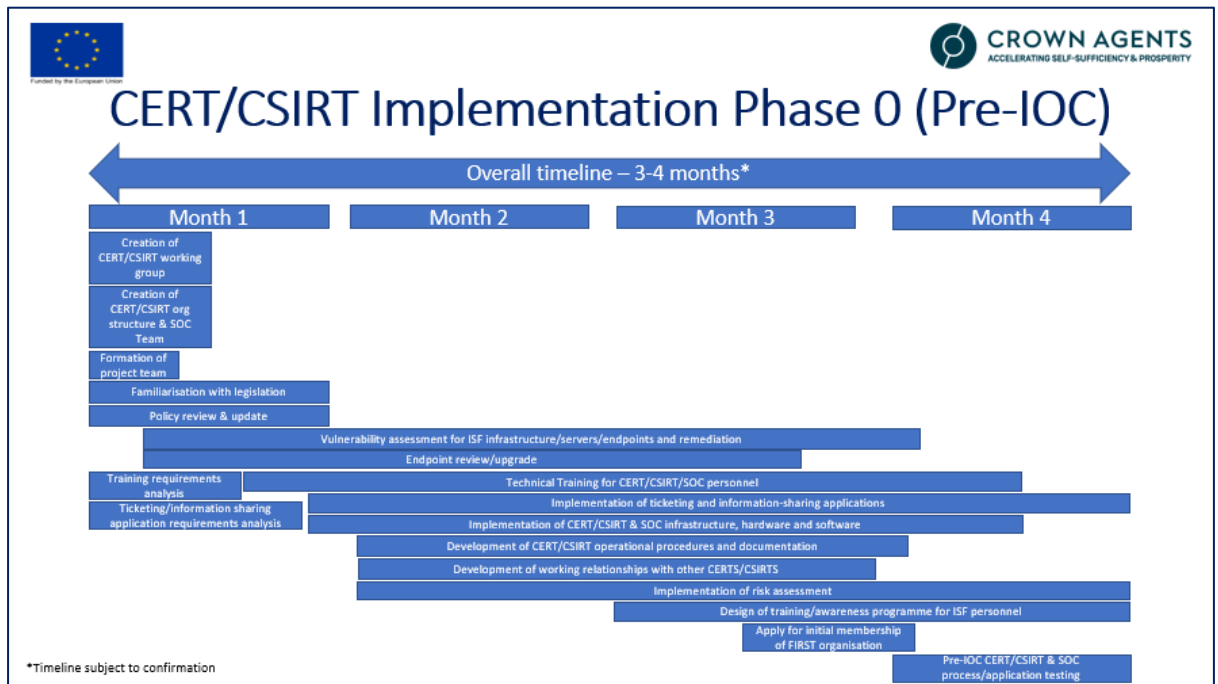 Funded by the European Union
CROWN AGENTS
ACCELERATING SELF-SUFFICIENCY & PROSPERITY
CERT/CSIRT Implementation Phase 0 (Pre-IOC)
Overall timeline – 3-4 months*
Month 1
Month 2
Month 3
Month 4
Creation of
CERT/CSIRT working
group
Creation of
CERT/CSIRT org
structure & SOC
Team
Formation of
project team
Familiarisation with legislation
Policy review & update
Vulnerability assessment for ISF infrastructure/servers/endpoints and remediation
Endpoint review/upgrade
Training requirements
analysis
Technical Training for CERT/CSIRT/SOC personnel
Ticketing/information sharing
application requirements analysis
Implementation of ticketing and information-sharing applications
Implementation of CERT/CSIRT & SOC infrastructure, hardware and software
Development of CERT/CSIRT operational procedures and documentation
Development of working relationships with other CERTS/CSIRTS
Implementation of risk assessment
Design of training/awareness programme for ISF personnel
Apply for initial membership
of FIRST organisation
Pre-IOC CERT/CSIRT & SOC
process/application testing
*Timeline subject to confirmation